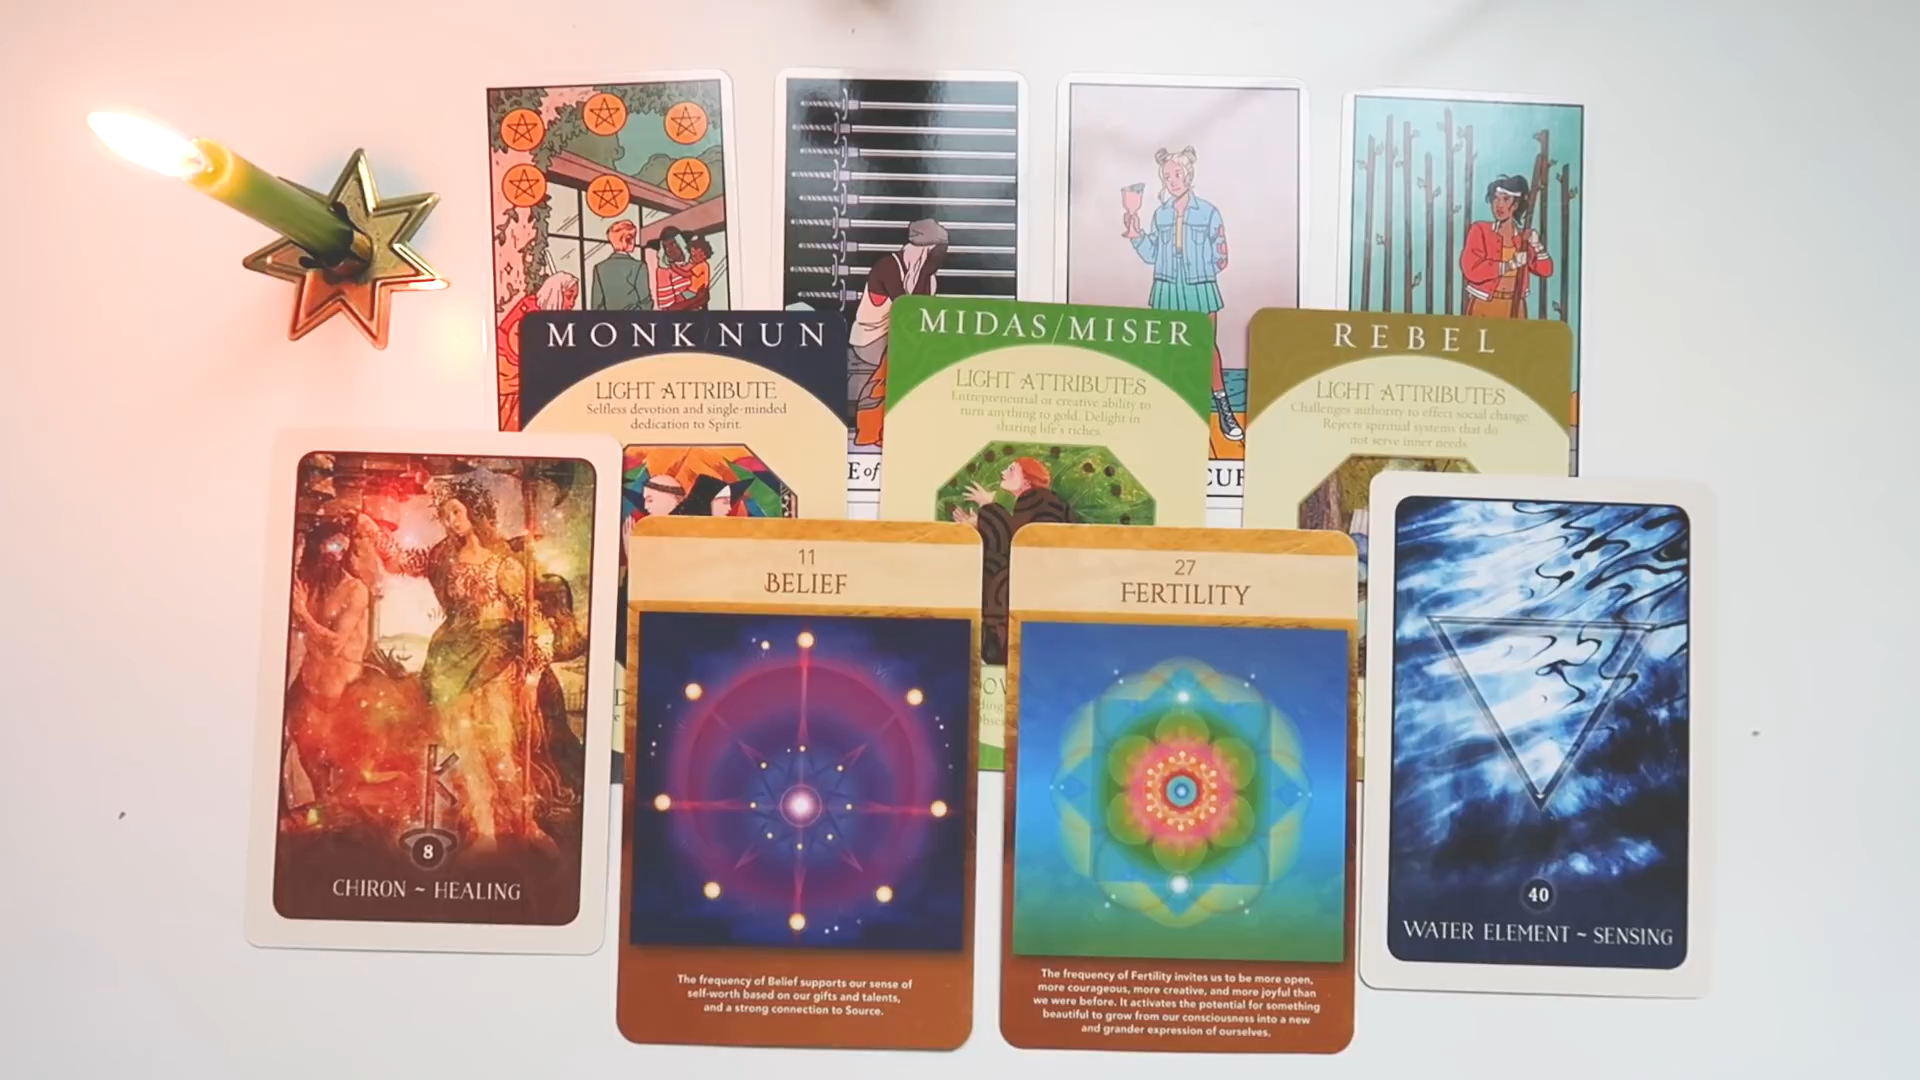 MONK/NUN
LIGHT ATTRIBUTE
Selfless devotion and single-minded
dedication to Spirit.
MIDAS/MISER
LIGHT ATTRIBUTES
Entrepreneurial or creative ability to
turn anything to gold. Delight in
sharing life's riches.
REBEL
LIGHT ATTRIBUTES
Challenges authority to effect social change.
Rejects spiritual systems that do
not serve inner needs.
E of
CUP
8
CHIRON ~ HEALING
11
BELIEF
The frequency of Belief supports our sense of
self-worth based on our gifts and talents,
and a strong connection to Source.
27
FERTILITY
The frequency of Fertility invites us to be more open,
more courageous, more creative, and more joyful than
we were before. It activates the potential for something
beautiful to grow from our consciousness into a new
and grander expression of ourselves.
40
WATER ELEMENT ~ SENSING